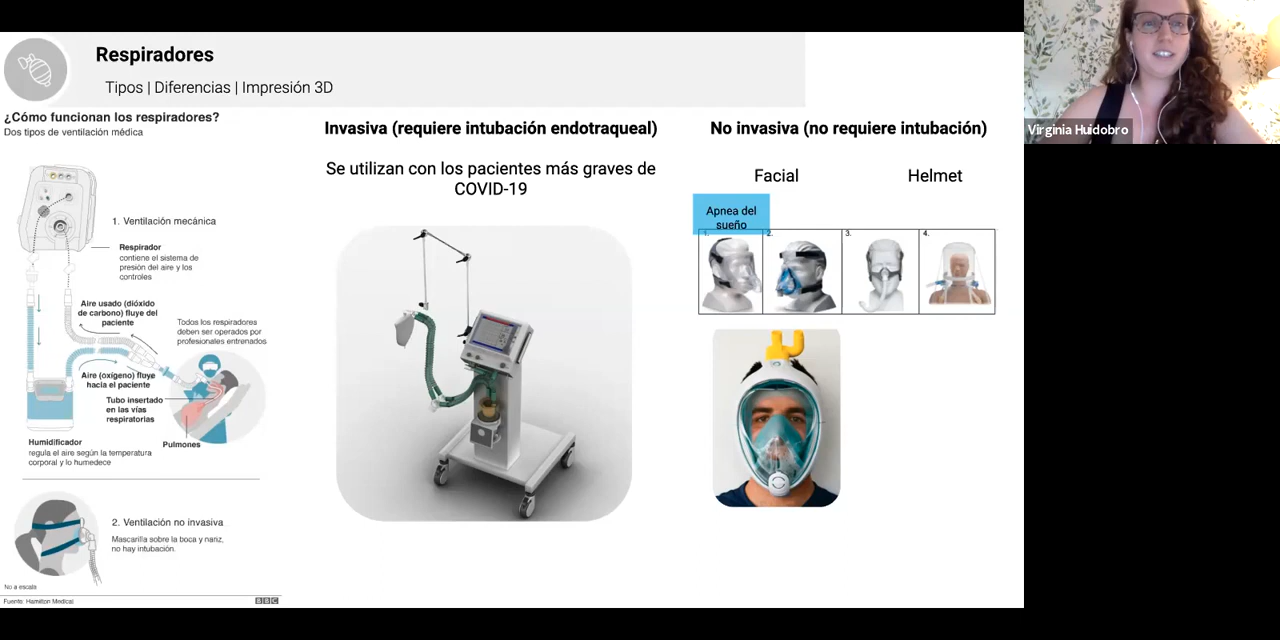 Respiradores
Tipos | Diferencias | Impresión 3D
¿Cómo funcionan los respiradores?
Dos tipos de ventilación médica
1. Ventilación mecánica
Respirador
contiene el sistema de
presión del aire y los
controles
Aire usado (dióxido
de carbono) fluye del
paciente
Todos los respiradores
deben ser operados por
profesionales entrenados
Aire (oxígeno) fluye
hacia el paciente
Tubo insertado
en las vías
respiratorias
Pulmones
Humidificador
regula el aire según la temperatura
corporal y lo humedece
2. Ventilación no invasiva
Mascarilla sobre la boca y nariz,
no hay intubación.
No a escala
Fuente: Hamilton Medical
BBC
Invasiva (requiere intubación endotraqueal)
Se utilizan con los pacientes más graves de
COVID-19
No invasiva (no requiere intubación)
Facial
Helmet
Apnea del
sueño
1.
2.
3.
4.
Virginia Huidobro